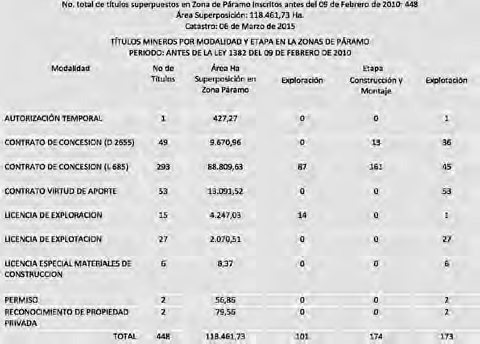 No. total de títulos superpuestos en Zona de Páramo Inscritos antes del 09 de Febrero de 2010: 448
Área Superposición: 118.461,73 Ha.
Catastro: 06 de Marzo de 2015
TÍTULOS MINEROS POR MODALIDAD Y ETAPA EN LA ZONAS DE PÁRAMO
PERIODO: ANTES DE LA LEY 1382 DEL 09 DE FEBRERO DE 2010
Modalidad No de Área Ha Etapa
Títulos Superposición en Exploración Construcción y Explotación
Zona Páramo Montaje
AUTORIZACIÓN TEMPORAL 1 427,27 0 0 1
CONTRATO DE CONCESION (D 2655) 49 9.670,96 0 13 36
CONTRATO DE CONCESION (L 685) 293 88.809,63 87 161 45
CONTRATO VIRTUD DE APORTE 53 13.091,52 0 0 53
LICENCIA DE EXPLORACION 15 4.247,03 14 0 1
LICENCIA DE EXPLOTACION 27 2.070,51 0 0 27
LICENCIA ESPECIAL MATERIALES DE 6 8,37 0 0 6
CONSTRUCCION
PERMISO 2 56,86 0 0 2
RECONOCIMIENTO DE PROPIEDAD 2 79,56 0 0 2
PRIVADA
TOTAL 448 118.461,73 101 174 173